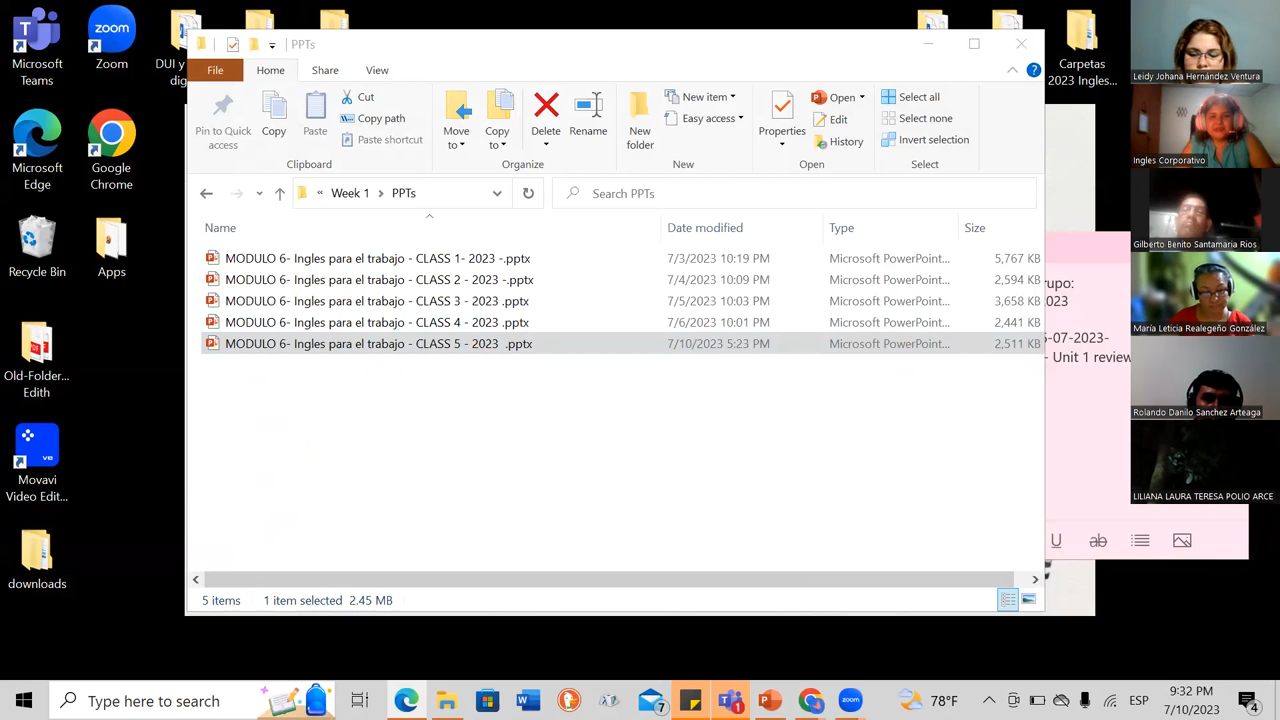 PPTs
File
Home
Share
View
Pin to Quick access
Copy
Paste
Cut
Copy path
Paste shortcut
Clipboard
Move to
Copy to
Delete
Rename
Organize
New folder
New item
Easy access
New
Properties
Open
Edit
History
Open
Select all
Select none
Invert selection
Select
« Week 1 > PPTs
Search PPTs
Name
Date modified
Type
Size
MODULO 6- Ingles para el trabajo - CLASS 1- 2023 -.pptx 7/3/2023 10:19 PM Microsoft PowerPoint... 5,767 KB
MODULO 6- Ingles para el trabajo - CLASS 2 - 2023 -.pptx 7/4/2023 10:09 PM Microsoft PowerPoint... 2,594 KB
MODULO 6- Ingles para el trabajo - CLASS 3 - 2023 .pptx 7/5/2023 10:03 PM Microsoft PowerPoint... 3,658 KB
MODULO 6- Ingles para el trabajo - CLASS 4 - 2023 .pptx 7/6/2023 10:01 PM Microsoft PowerPoint... 2,441 KB
MODULO 6- Ingles para el trabajo - CLASS 5 - 2023  .pptx 7/10/2023 5:23 PM Microsoft PowerPoint... 2,511 KB
5 items
1 item selected 2.45 MB
Microsoft Teams
Zoom
DUI y
dig
Microsoft Edge
Google Chrome
Recycle Bin
Apps
Old-Folder... Edith
Movavi Video Edit...
downloads
Carpetas 2023 Ingles...
rupo:
023
5-07-2023-
- Unit 1 review
U
ab
Leidy Johana Hernández Ventura
Ingles Corporativo
Gilberto Benito Santamaria Rios
María Leticia Realegeño González
Rolando Danilo Sanchez Arteaga
LILIANA LAURA TERESA POLIO ARCE
Type here to search
7
1
78°F
ESP
9:32 PM
7/10/2023
4